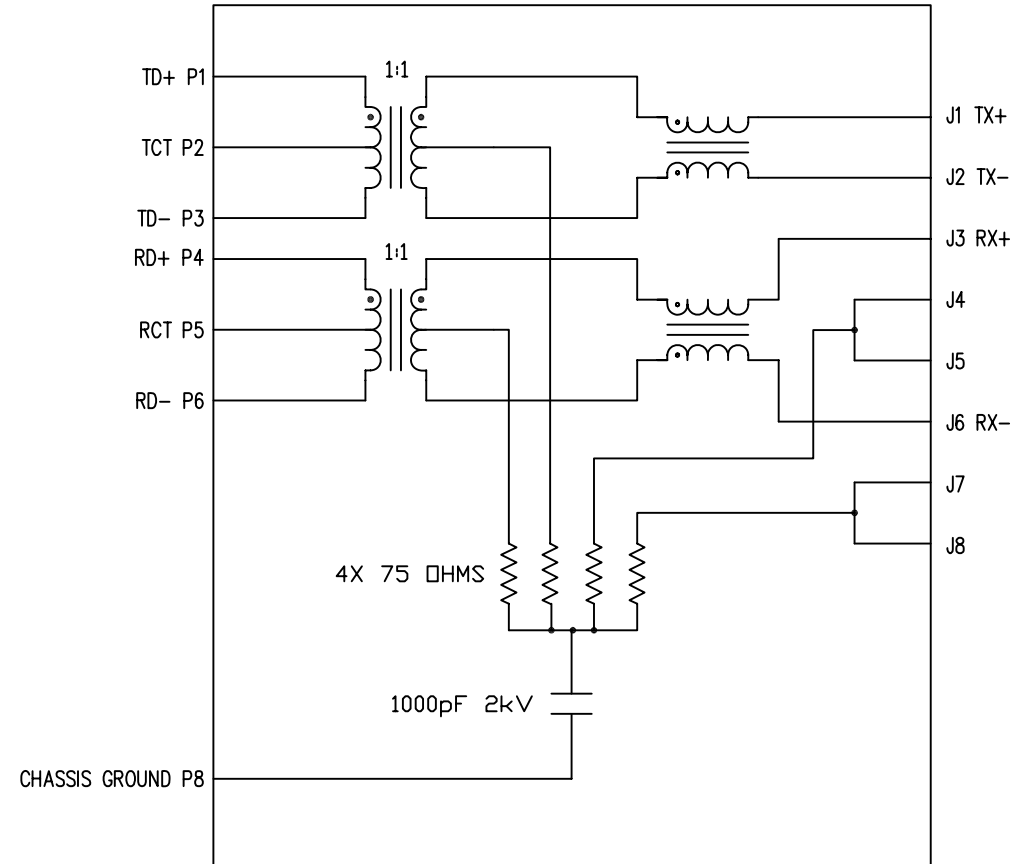 1:1
TD+ P1
J1 TX+
TCT P2
J2 TX-
TD- P3
J3 RX+
1:1
RD+ P4
J4
RCT P5
J5
RD- P6
J6 RX-
J7
J8
4X 75 OHMS
1000pF 2kV
CHASSIS GROUND P8